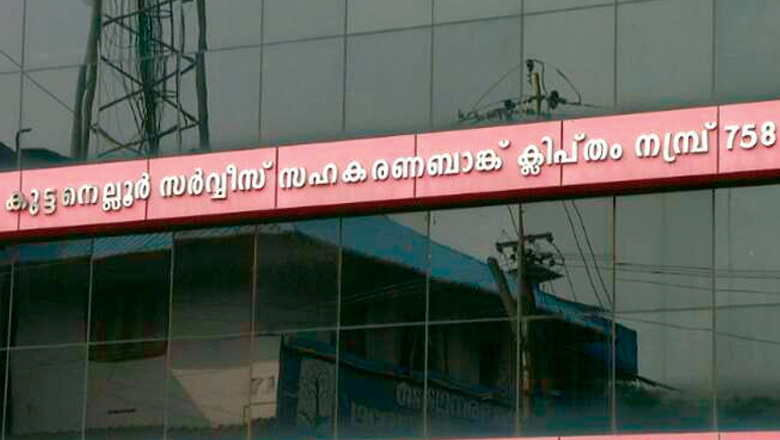 കുട്ടനെല്ലൂർ സർവ്വീസ് സഹകരണബാങ്ക് ക്ലിപ്തം നമ്പ്ര് 758